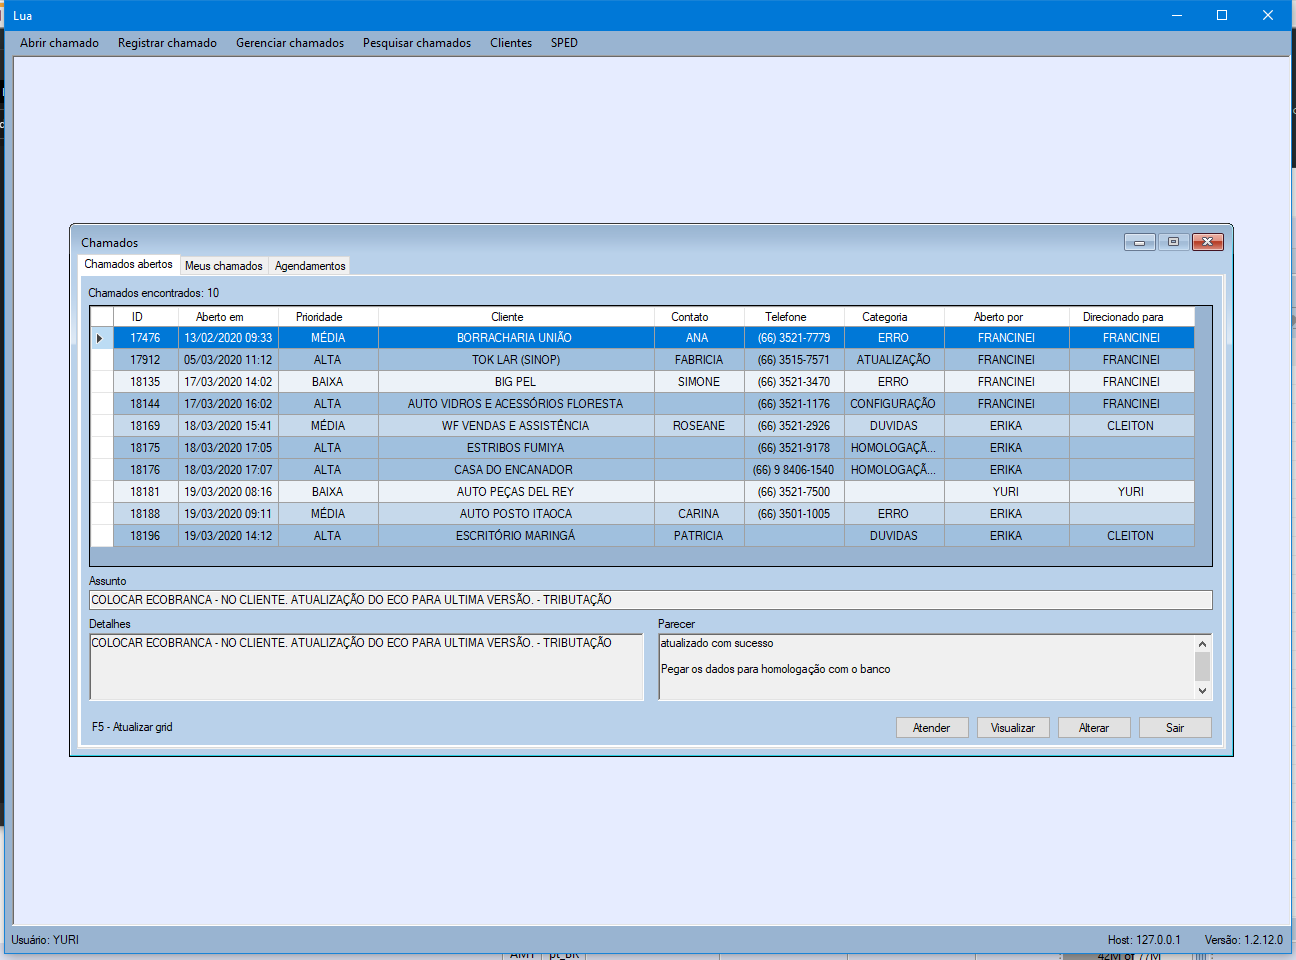 Lua
Abrir chamado Registrar chamado Gerenciar chamados Pesquisar chamados Clientes SPED
Chamados
Chamados abertos Meus chamados Agendamentos
Chamados encontrados: 10
ID Aberto em Prioridade Cliente Contato Telefone Categoria Aberto por Direcionado para
17476 13/02/2020 09:33 MÉDIA BORRACHARIA UNIÃO ANA (66) 3521-7779 ERRO FRANCINEI FRANCINEI
17912 05/03/2020 11:12 ALTA TOK LAR (SINOP) FABRICIA (66) 3515-7571 ATUALIZAÇÃO FRANCINEI FRANCINEI
18135 17/03/2020 14:02 BAIXA BIG PEL SIMONE (66) 3521-3470 ERRO FRANCINEI FRANCINEI
18144 17/03/2020 16:02 ALTA AUTO VIDROS E ACESSÓRIOS FLORESTA (66) 3521-1176 CONFIGURAÇÃO FRANCINEI FRANCINEI
18169 18/03/2020 15:41 MÉDIA WF VENDAS E ASSISTÊNCIA ROSEANE (66) 3521-2926 DUVIDAS ERIKA CLEITON
18175 18/03/2020 17:05 ALTA ESTRIBOS FUMIYA (66) 3521-9178 HOMOLOGAÇÃ... ERIKA
18176 18/03/2020 17:07 ALTA CASA DO ENCANADOR (66) 9 8406-1540 HOMOLOGAÇÃ... ERIKA
18181 19/03/2020 08:16 BAIXA AUTO PEÇAS DEL REY (66) 3521-7500 YURI YURI
18188 19/03/2020 09:11 MÉDIA AUTO POSTO ITAOCA CARINA (66) 3501-1005 ERRO ERIKA
18196 19/03/2020 14:12 ALTA ESCRITÓRIO MARINGÁ PATRICIA DUVIDAS ERIKA CLEITON
Assunto
COLOCAR ECOBRANCA - NO CLIENTE. ATUALIZAÇÃO DO ECO PARA ULTIMA VERSÃO. - TRIBUTAÇÃO
Detalhes Parecer
COLOCAR ECOBRANCA - NO CLIENTE. ATUALIZAÇÃO DO ECO PARA ULTIMA VERSÃO. - TRIBUTAÇÃO atualizado com sucesso
Pegar os dados para homologação com o banco
F5 - Atualizar grid Atender Visualizar Alterar Sair
Usuário: YURI Host: 127.0.0.1 Versão: 1.2.12.0
pt_BR 42M of 77M